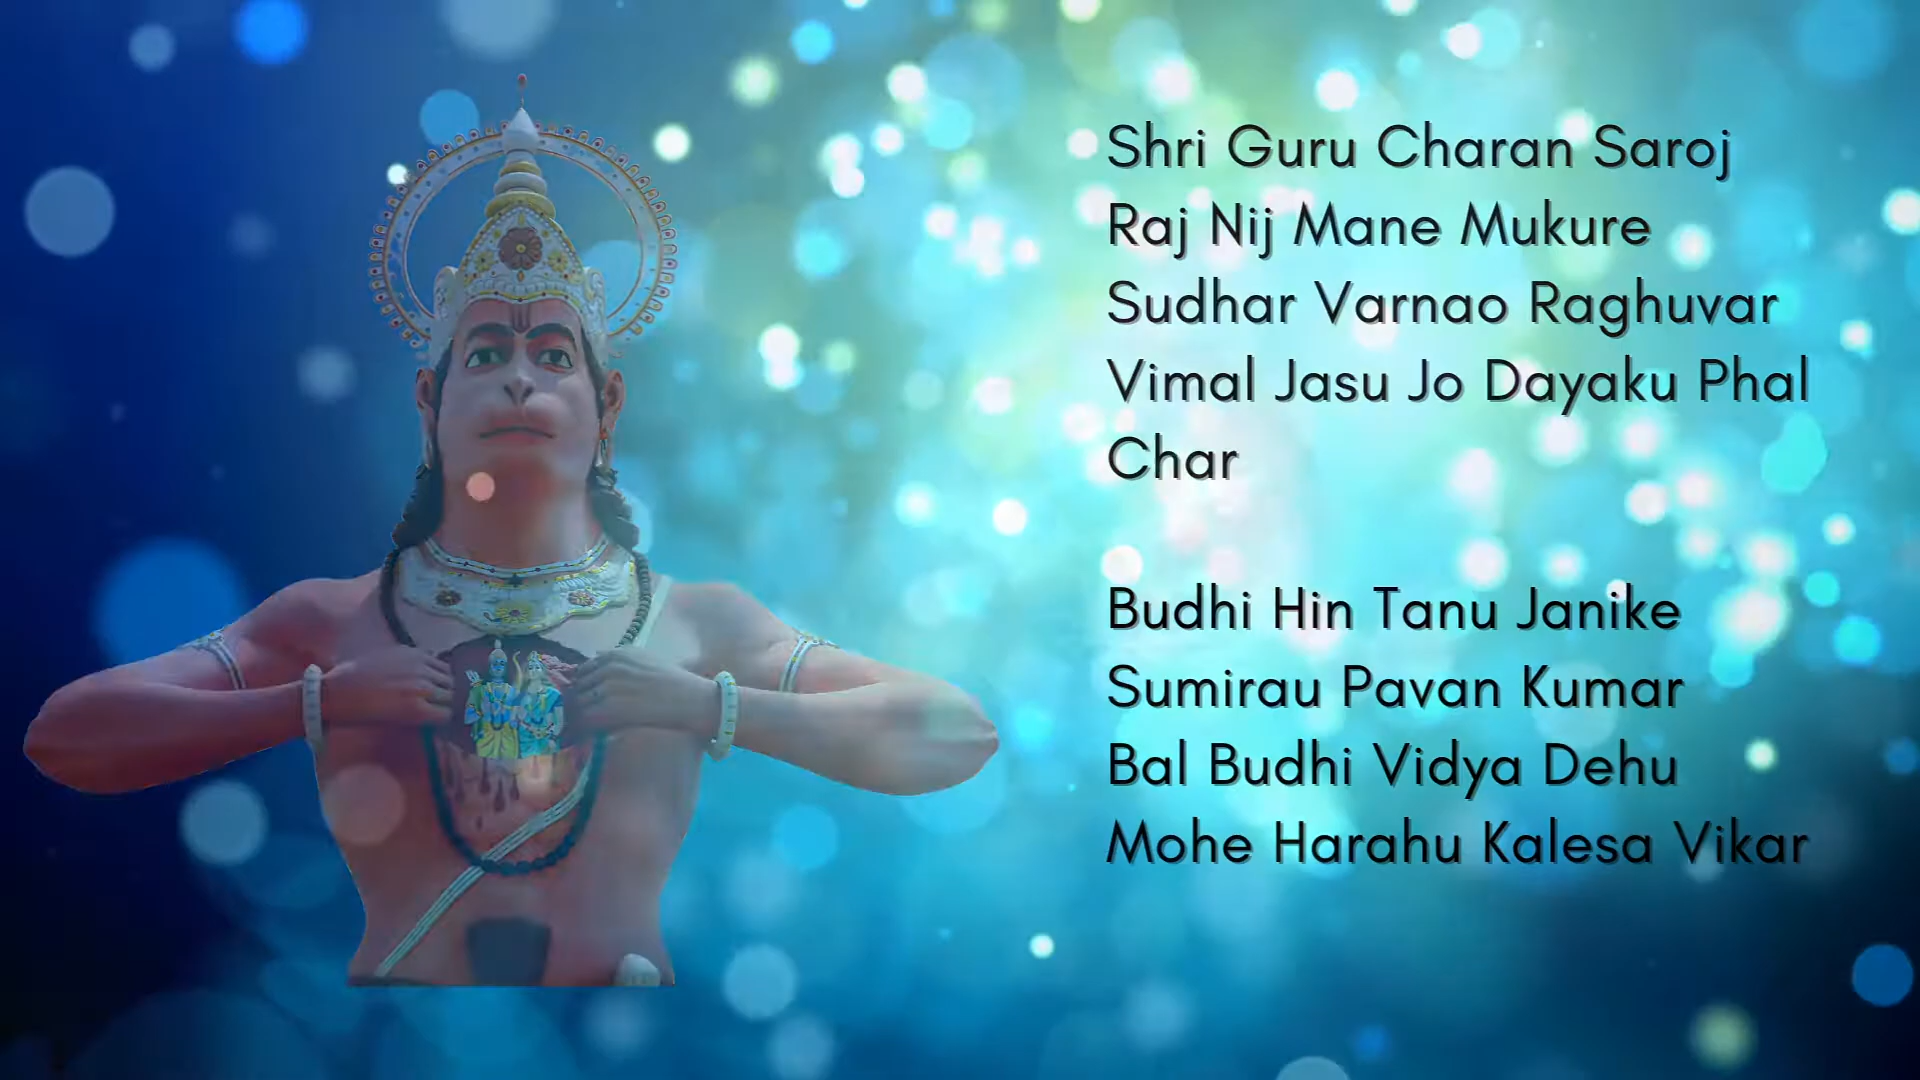 Shri Guru Charan Saroj
Raj Nij Mane Mukure
Sudhar Varnao Raghuvar
Vimal Jasu Jo Dayaku Phal
Char
Budhi Hin Tanu Janike
Sumirau Pavan Kumar
Bal Budhi Vidya Dehu
Mohe Harahu Kalesa Vikar